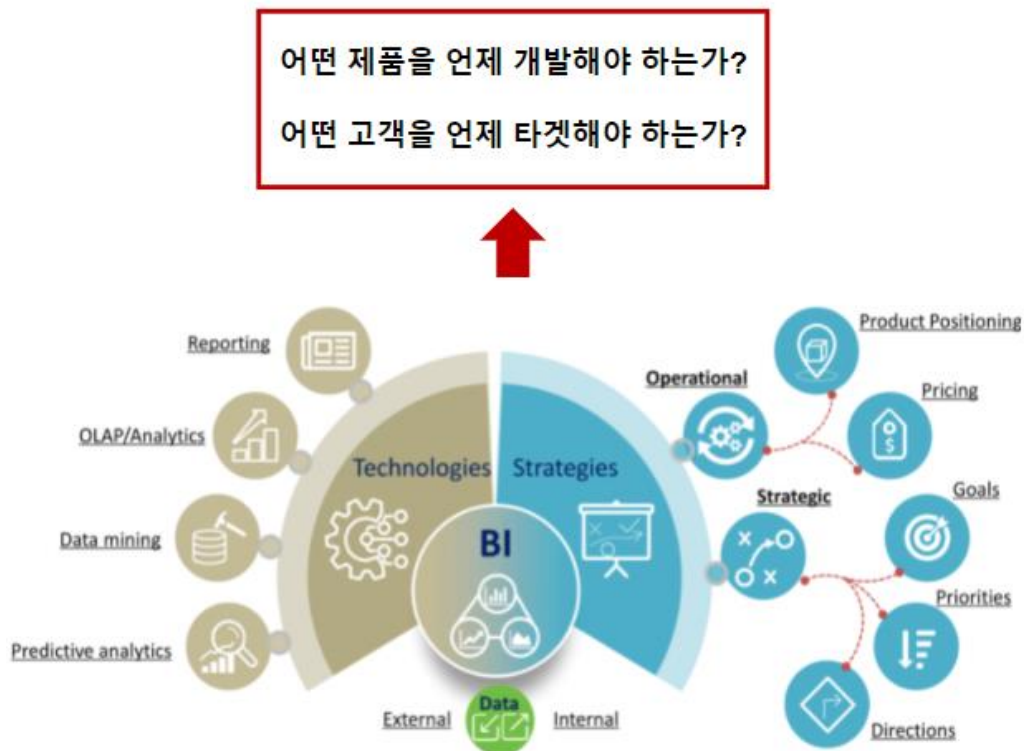 어떤 제품을 언제 개발해야 하는가?
어떤 고객을 언제 타겟해야 하는가?
Reporting
OLAP/Analytics
Data mining
Predictive analytics
Technologies
Strategies
BI
Data
External
Internal
Operational
Product Positioning
Pricing
Strategic
Goals
Priorities
Directions